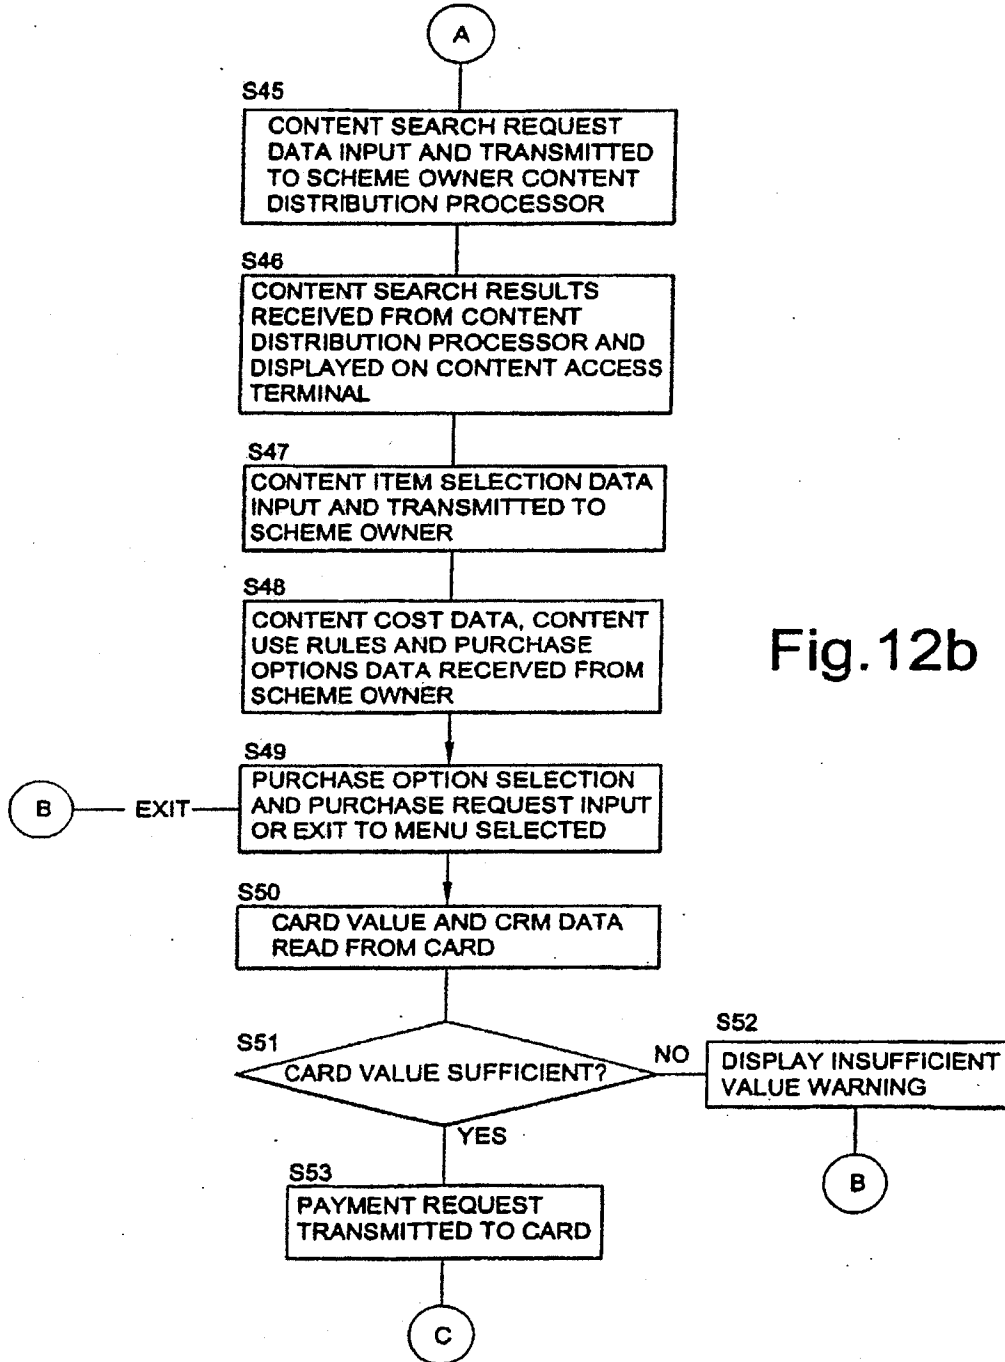 A
S45
CONTENT SEARCH REQUEST
DATA INPUT AND TRANSMITTED
TO SCHEME OWNER CONTENT
DISTRIBUTION PROCESSOR
S46
CONTENT SEARCH RESULTS
RECEIVED FROM CONTENT
DISTRIBUTION PROCESSOR AND
DISPLAYED ON CONTENT ACCESS
TERMINAL
S47
CONTENT ITEM SELECTION DATA
INPUT AND TRANSMITTED TO
SCHEME OWNER
S48
CONTENT COST DATA, CONTENT
USE RULES AND PURCHASE
OPTIONS DATA RECEIVED FROM
SCHEME OWNER
Fig.12b
S49
PURCHASE OPTION SELECTION
AND PURCHASE REQUEST INPUT
OR EXIT TO MENU SELECTED
B
EXIT
S50
CARD VALUE AND CRM DATA
READ FROM CARD
S51
CARD VALUE SUFFICIENT?
NO
S52
DISPLAY INSUFFICIENT
VALUE WARNING
B
YES
S53
PAYMENT REQUEST
TRANSMITTED TO CARD
C